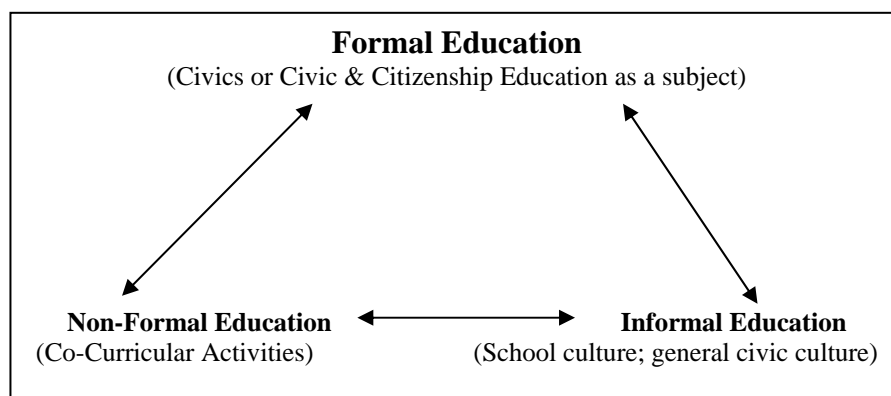 Formal Education
(Civics or Civic & Citizenship Education as a subject)
Non-Formal Education
(Co-Curricular Activities)
Informal Education
(School culture; general civic culture)